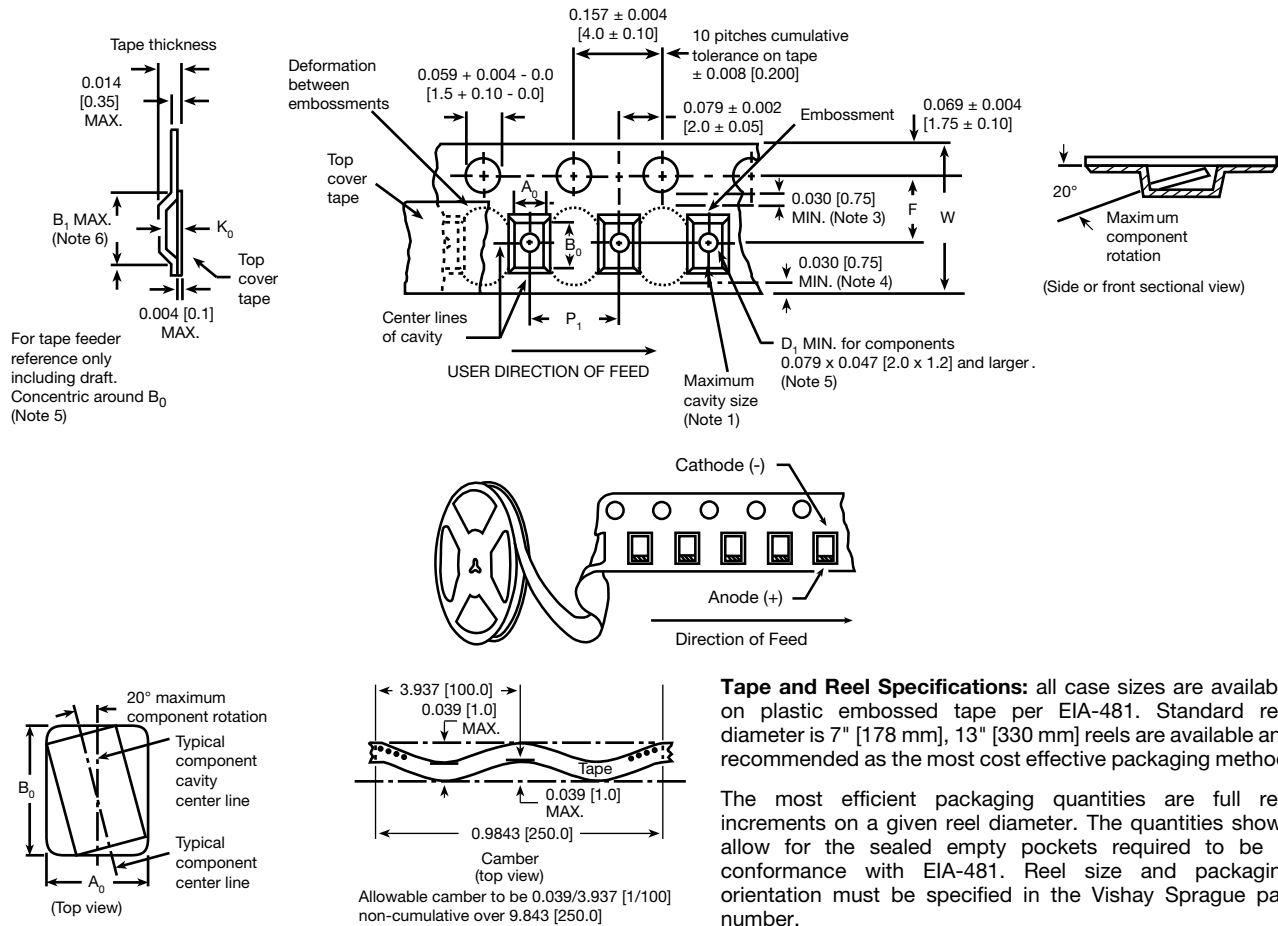 Tape thickness
0.014
[0.35]
MAX.
B1 MAX.
(Note 6)
K0
Top
cover
tape
0.004 [0.1]
MAX.
For tape feeder
reference only
including draft.
Concentric around B0
(Note 5)
Deformation
between
embossments
0.059 + 0.004 - 0.0
[1.5 + 0.10 - 0.0]
0.157 ± 0.004
[4.0 ± 0.10]
10 pitches cumulative
tolerance on tape
± 0.008 [0.200]
0.079 ± 0.002
[2.0 ± 0.05]
Embossment
0.069 ± 0.004
[1.75 ± 0.10]
Top
cover
tape
A0
B0
0.030 [0.75]
MIN. (Note 3)
F
W
0.030 [0.75]
MIN. (Note 4)
Center lines
of cavity
P1
USER DIRECTION OF FEED
Maximum
cavity size
(Note 1)
D1 MIN. for components
0.079 x 0.047 [2.0 x 1.2] and larger.
(Note 5)
20°
Maximum
component
rotation
(Side or front sectional view)
Cathode (-)
Anode (+)
Direction of Feed
20° maximum
component rotation
Typical
component
cavity
center line
B0
Typical
component
center line
A0
(Top view)
3.937 [100.0]
0.039 [1.0]
MAX.
Tape
0.039 [1.0]
MAX.
0.9843 [250.0]
Camber
(top view)
Allowable camber to be 0.039/3.937 [1/100]
non-cumulative over 9.843 [250.0]
Tape and Reel Specifications: all case sizes are availab
on plastic embossed tape per EIA-481. Standard re
diameter is 7" [178 mm], 13" [330 mm] reels are available an
recommended as the most cost effective packaging metho
The most efficient packaging quantities are full re
increments on a given reel diameter. The quantities show
allow for the sealed empty pockets required to be
conformance with EIA-481. Reel size and packagin
orientation must be specified in the Vishay Sprague pa
number.